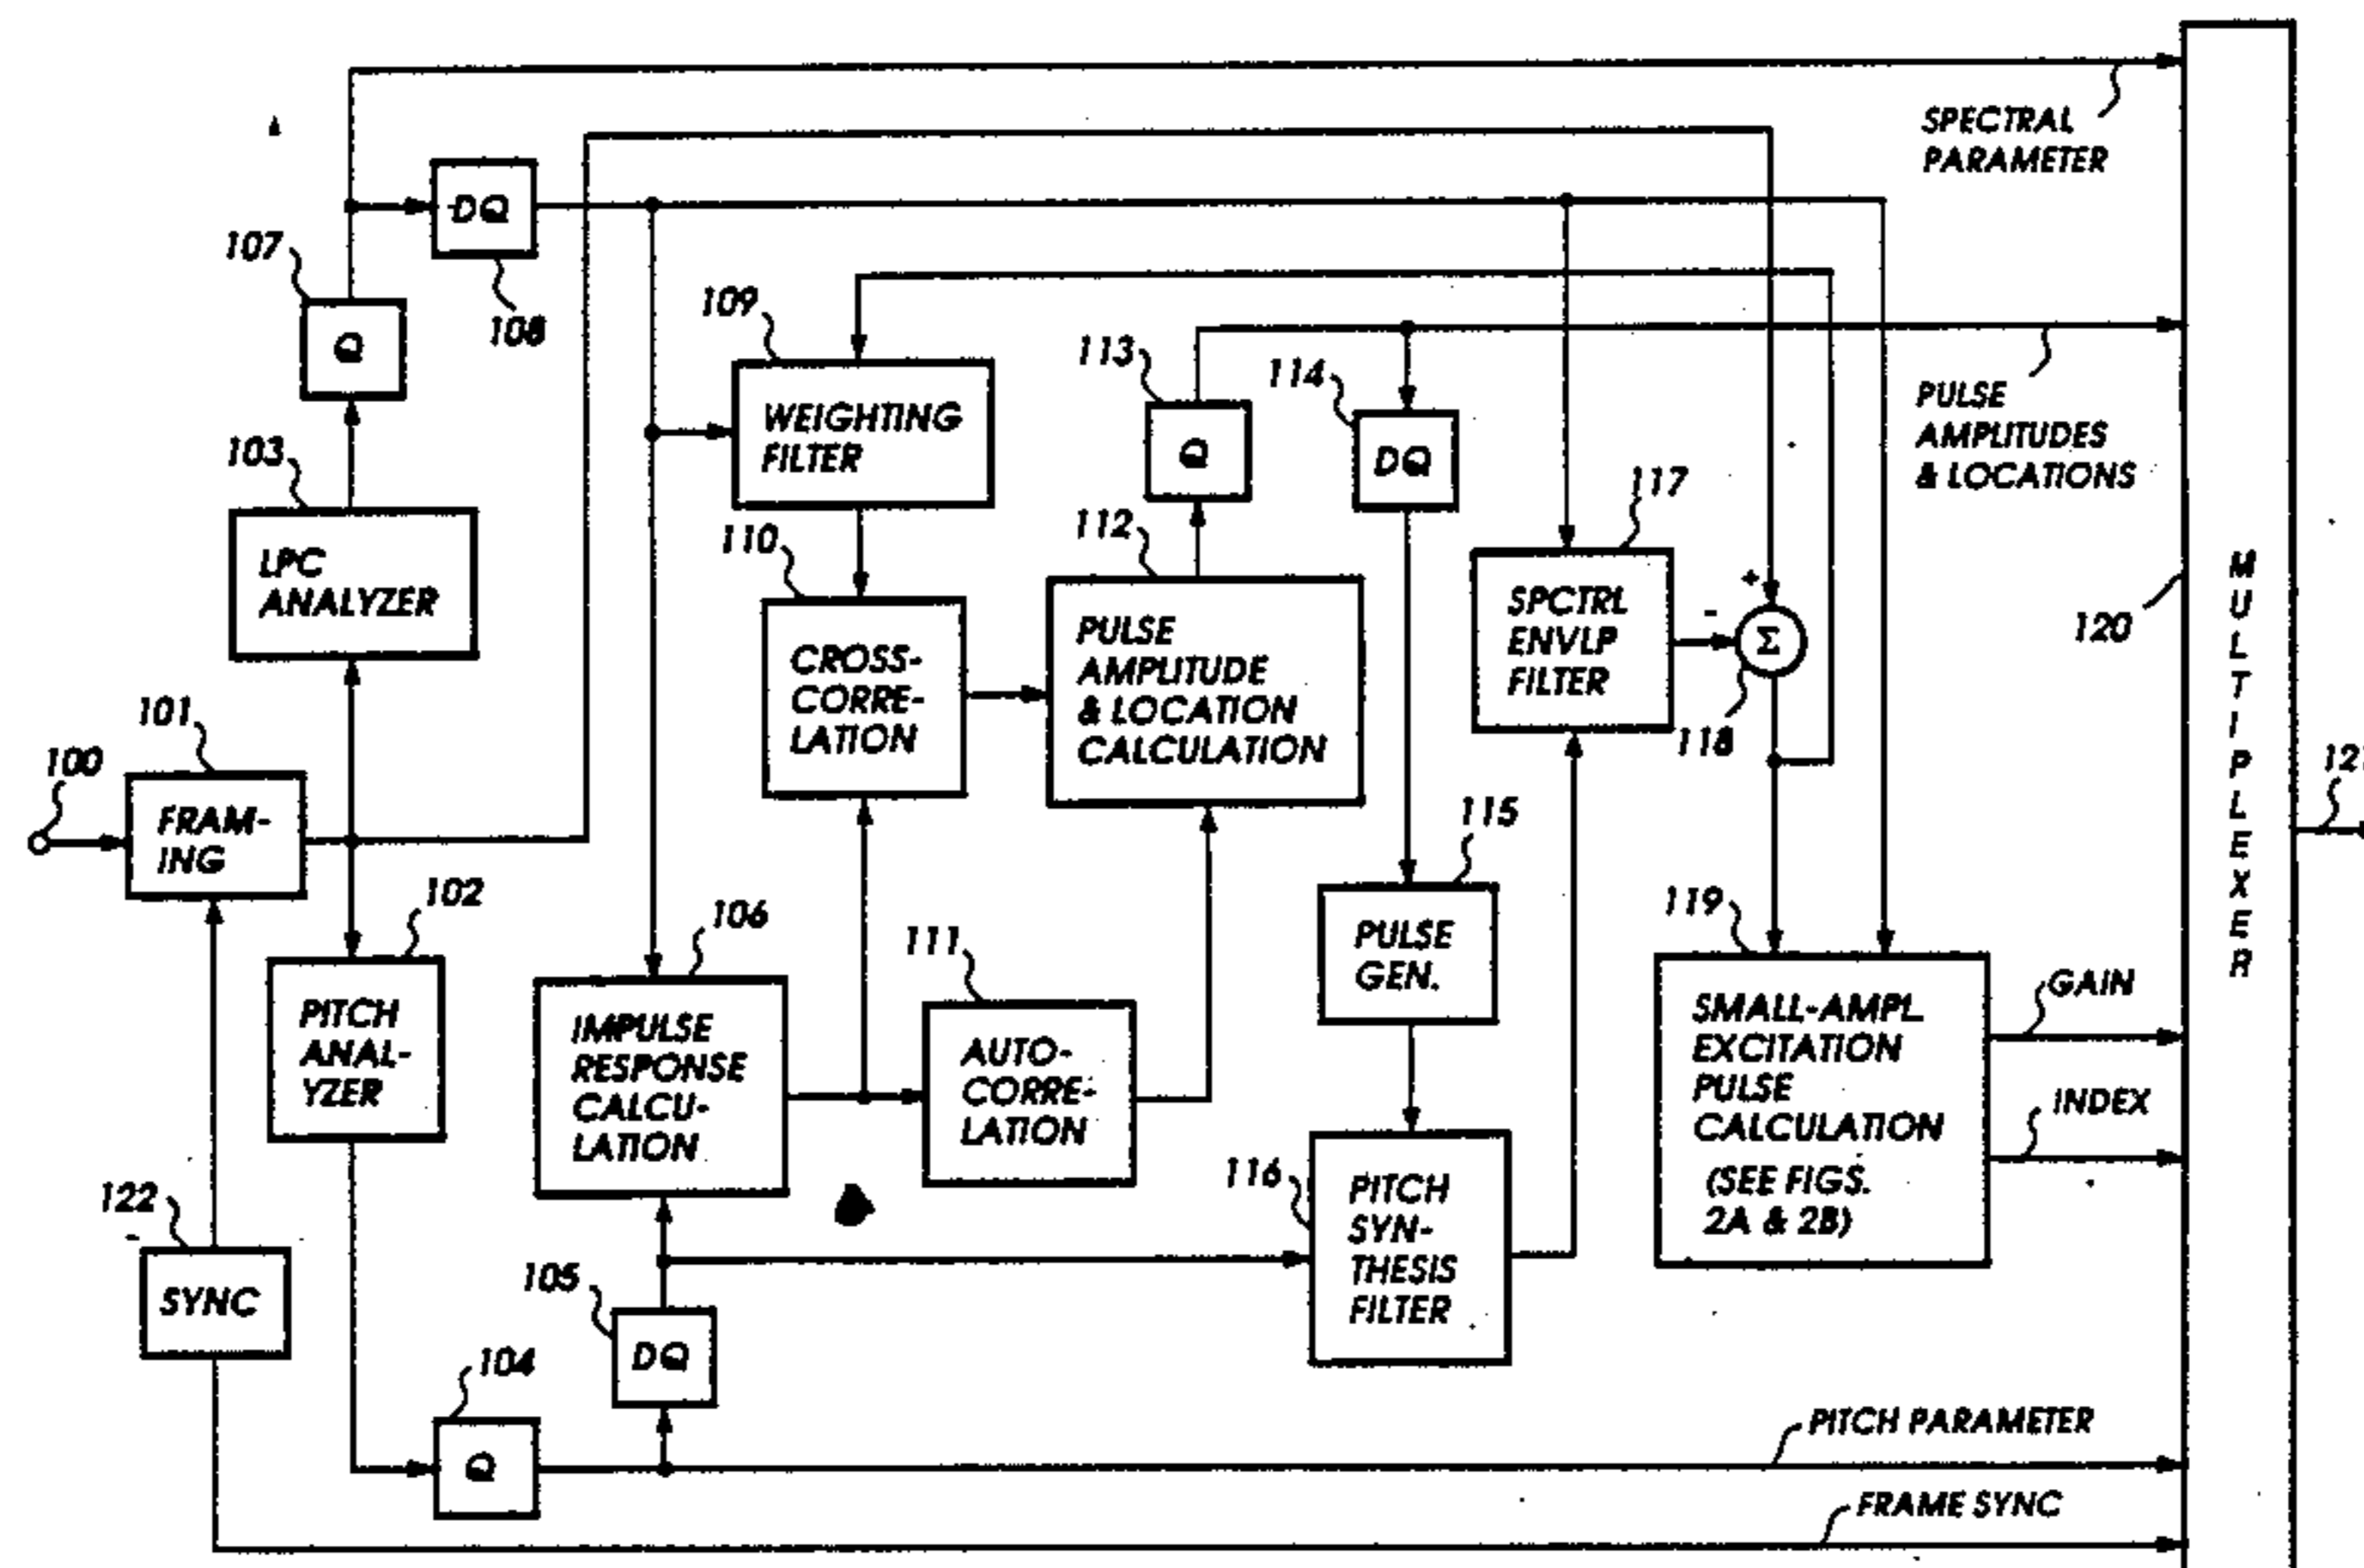 SPECTRAL
PARAMETER
DQ
107
108
Q
109
WEIGHTING
FILTER
113
Q
114
DQ
PULSE
AMPLITUDES
& LOCATIONS
103
LPC
ANALYZER
110
CROSS-
CORRE-
LATION
112
PULSE
AMPLITUDE
& LOCATION
CALCULATION
117
SPCTRL
ENVLP
FILTER
+
-
Σ
118
120
MULTIPLEXER
100
101
FRAM-
ING
102
PITCH
ANAL-
YZER
106
IMPULSE
RESPONSE
CALCU-
LATION
111
AUTO-
CORRE-
LATION
115
PULSE
GEN.
119
SMALL-AMPL.
EXCITATION
PULSE
CALCULATION
(SEE FIGS.
2A & 2B)
GAIN
INDEX
122
SYNC
105
DQ
116
PITCH
SYN-
THESIS
FILTER
104
Q
PITCH PARAMETER
FRAME SYNC